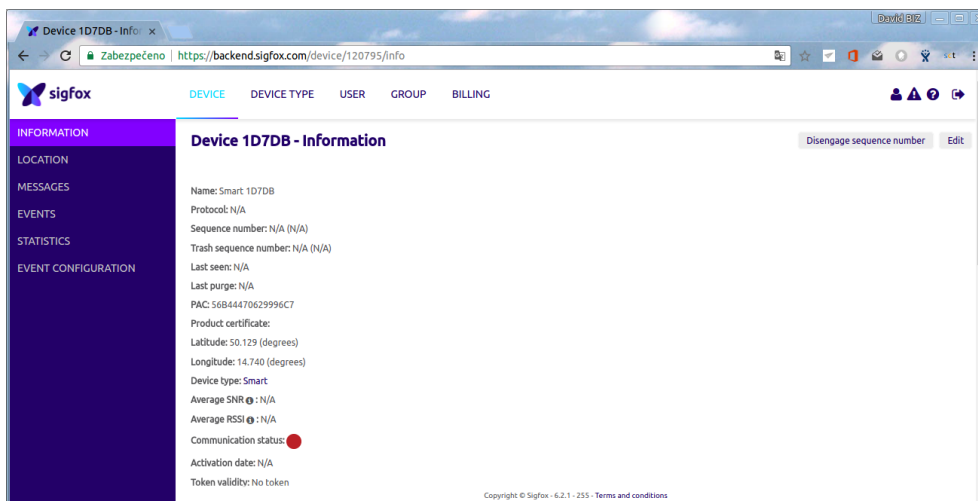 David BIZ
Device 1D7DB - Info
Zabezpečeno https://backend.sigfox.com/device/120795/info
sigfox DEVICE DEVICE TYPE USER GROUP BILLING
INFORMATION
LOCATION
MESSAGES
EVENTS
STATISTICS
EVENT CONFIGURATION
Device 1D7DB - Information
Disengage sequence number Edit
Name: Smart 1D7DB
Protocol: N/A
Sequence number: N/A (N/A)
Trash sequence number: N/A (N/A)
Last seen: N/A
Last purge: N/A
PAC: 56B44470629996C7
Product certificate:
Latitude: 50.129 (degrees)
Longitude: 14.740 (degrees)
Device type: Smart
Average SNR : N/A
Average RSSI : N/A
Communication status:
Activation date: N/A
Token validity: No token
Copyright © Sigfox - 6.2.1 - 255 - Terms and conditions